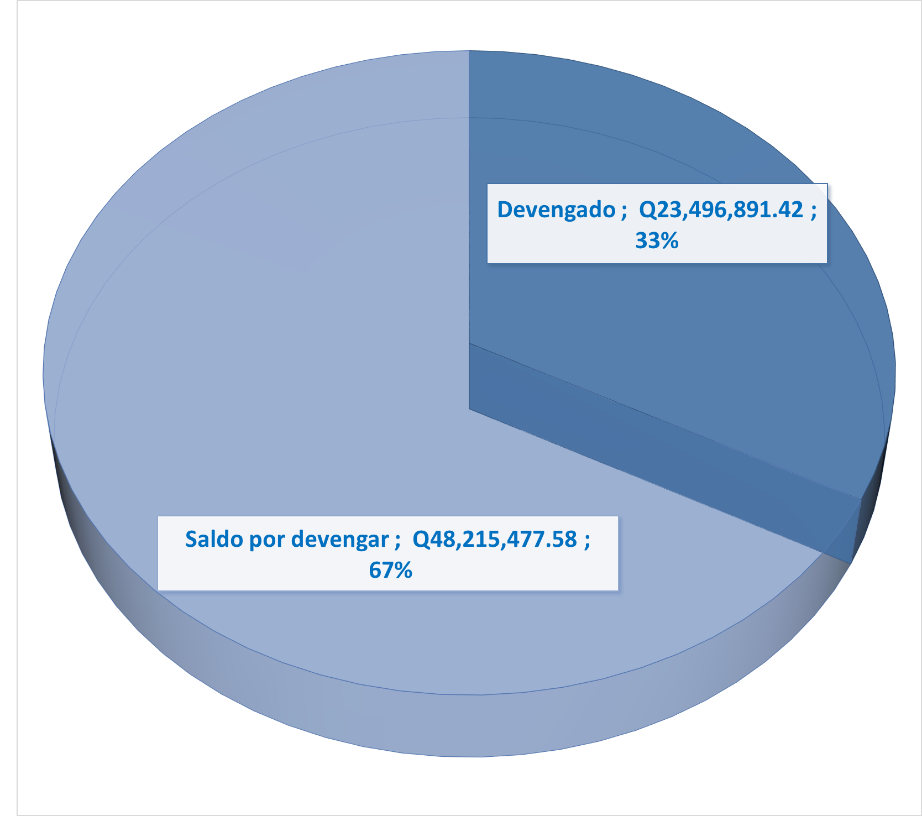 Devengado ;  Q23,496,891.42 ;
33%
Saldo por devengar ;  Q48,215,477.58 ;
67%